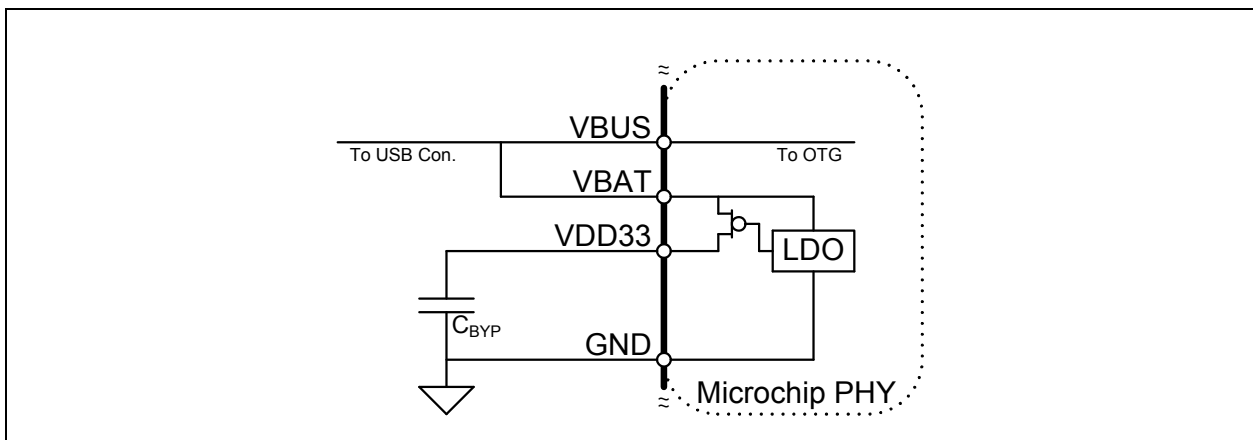 VBUS
To USB Con.
To OTG
VBAT
VDD33
LDO
CBYP
GND
Microchip PHY